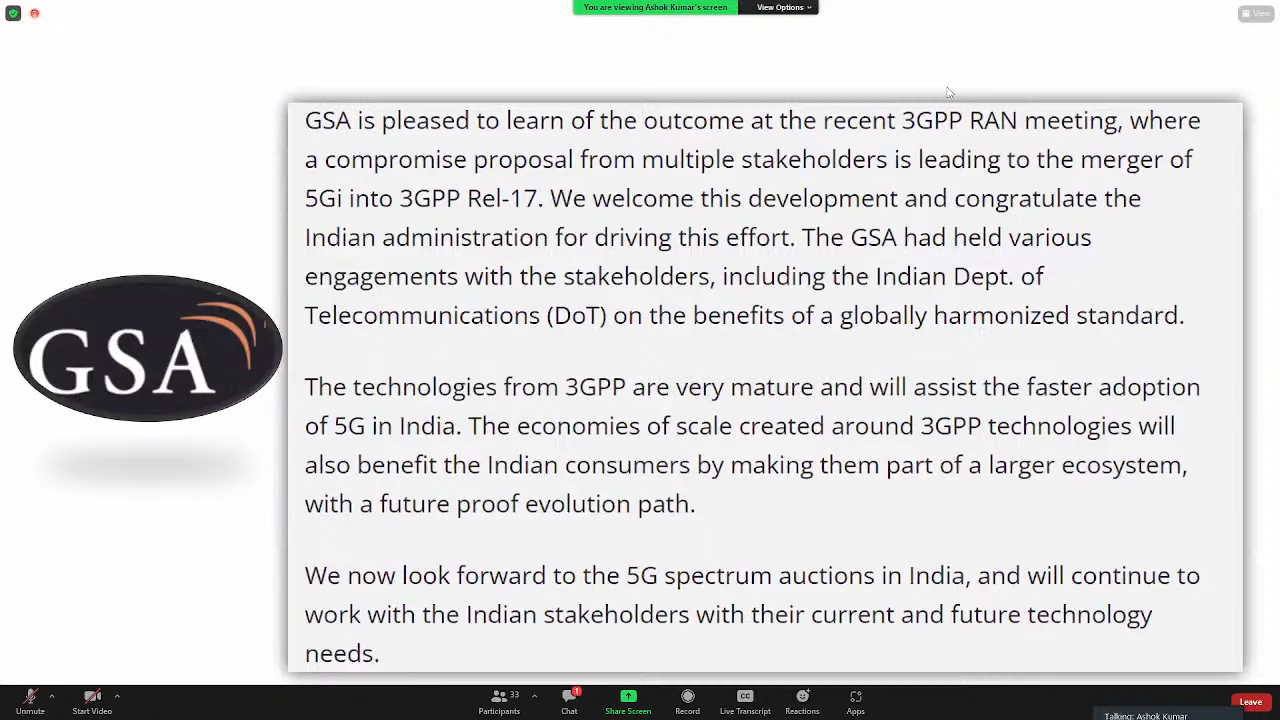 You are viewing Ashok Kumar's screen
View Options
View
GSA is pleased to learn of the outcome at the recent 3GPP RAN meeting, where
a compromise proposal from multiple stakeholders is leading to the merger of
5Gi into 3GPP Rel-17. We welcome this development and congratulate the
Indian administration for driving this effort. The GSA had held various
engagements with the stakeholders, including the Indian Dept. of
Telecommunications (DoT) on the benefits of a globally harmonized standard.
GSA
The technologies from 3GPP are very mature and will assist the faster adoption
of 5G in India. The economies of scale created around 3GPP technologies will
also benefit the Indian consumers by making them part of a larger ecosystem,
with a future proof evolution path.
We now look forward to the 5G spectrum auctions in India, and will continue to
work with the Indian stakeholders with their current and future technology
needs.
33
1
CC
Unmute
Start Video
Participants
Chat
Share Screen
Record
Live Transcript
Reactions
Apps
Leave
Talking: Ashok Kumar